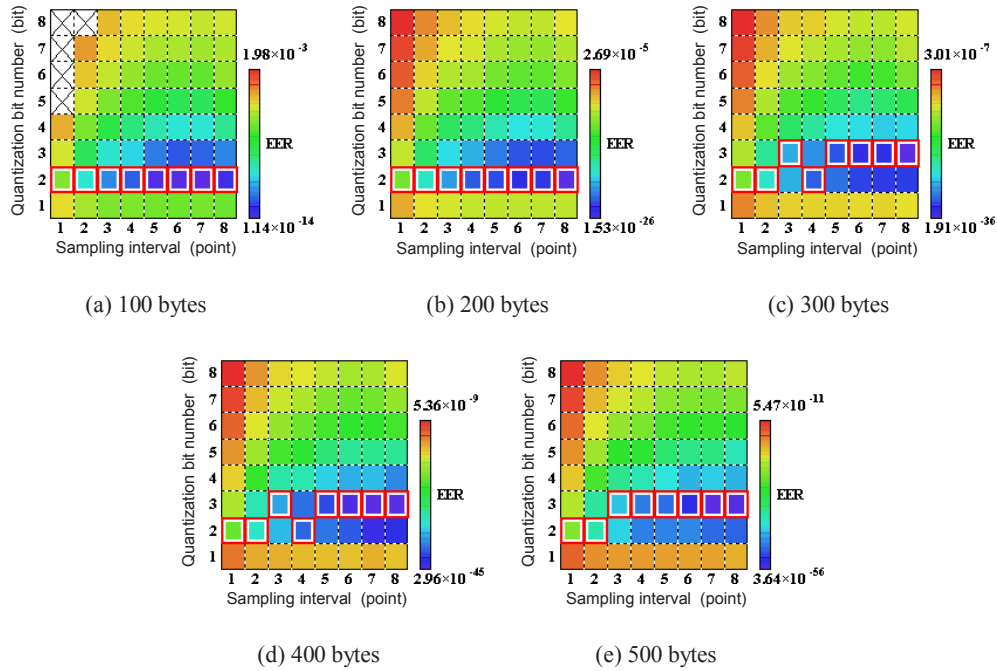 Quantization bit number (bit)
8
7
6
5
4
3
2
1
1 2 3 4 5 6 7 8
Sampling interval (point)
1.98×10 -3
EER
1.14×10 -14
(a) 100 bytes
Quantization bit number (bit)
8
7
6
5
4
3
2
1
1 2 3 4 5 6 7 8
Sampling interval (point)
2.69×10 -5
EER
1.53×10 -26
(b) 200 bytes
Quantization bit number (bit)
8
7
6
5
4
3
2
1
1 2 3 4 5 6 7 8
Sampling interval (point)
3.01×10 -7
EER
1.91×10 -36
(c) 300 bytes
Quantization bit number (bit)
8
7
6
5
4
3
2
1
1 2 3 4 5 6 7 8
Sampling interval (point)
5.36×10 -9
EER
2.96×10 -45
(d) 400 bytes
Quantization bit number (bit)
8
7
6
5
4
3
2
1
1 2 3 4 5 6 7 8
Sampling interval (point)
5.47×10 -11
EER
3.64×10 -56
(e) 500 bytes